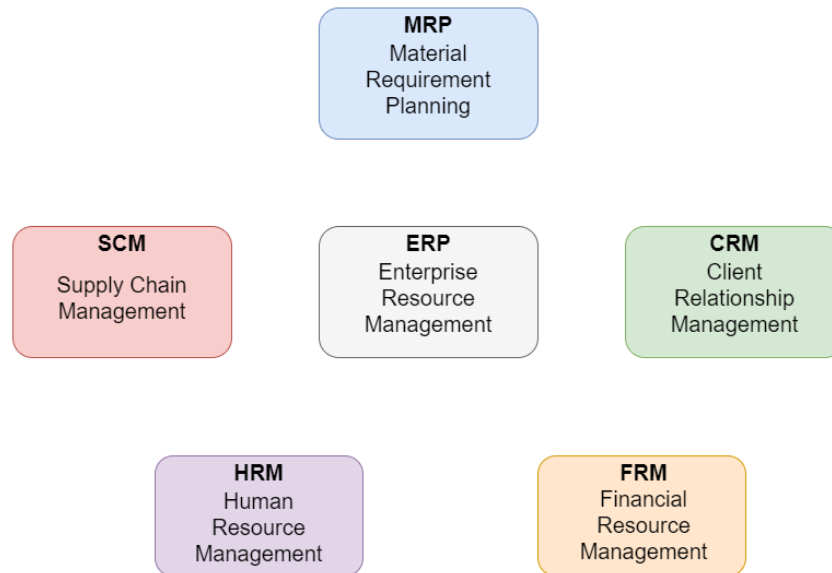 MRP
Material
Requirement
Planning
SCM
Supply Chain
Management
ERP
Enterprise
Resource
Management
CRM
Client
Relationship
Management
HRM
Human
Resource
Management
FRM
Financial
Resource
Management